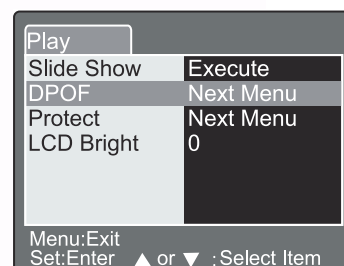 Play
Slide Show Execute
DPOF Next Menu
Protect Next Menu
LCD Bright 0
Menu:Exit
Set:Enter ▲ or ▼ :Select Item